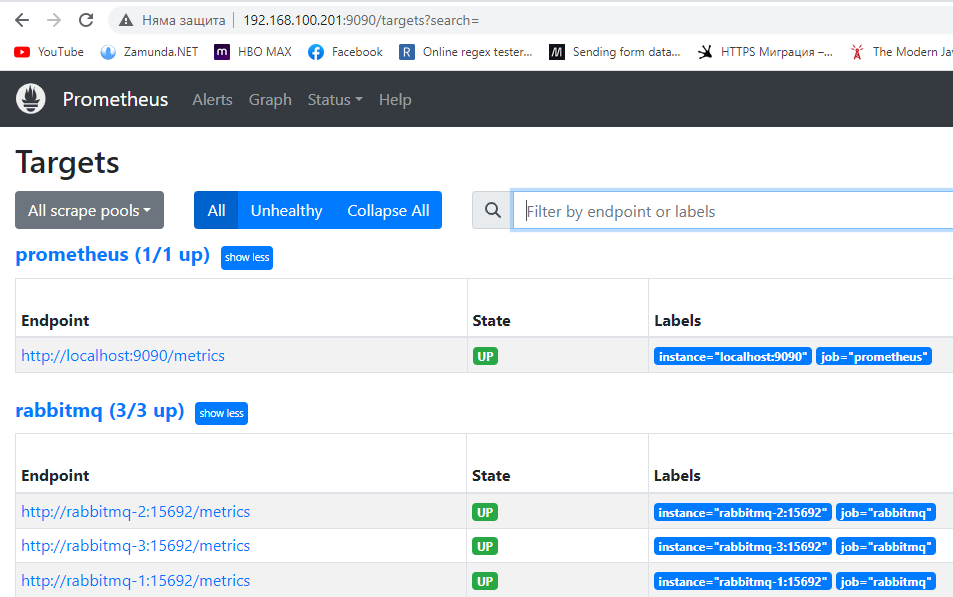 Няма защита 192.168.100.201:9090/targets?search=
YouTube Zamunda.NET HBO MAX Facebook Online regex tester... Sending form data... HTTPS Миграция –... The Modern Jav
Prometheus Alerts Graph Status Help
Targets
All scrape pools All Unhealthy Collapse All Filter by endpoint or labels
prometheus (1/1 up) show less
Endpoint State Labels
http://localhost:9090/metrics UP instance="localhost:9090" job="prometheus"
rabbitmq (3/3 up) show less
Endpoint State Labels
http://rabbitmq-2:15692/metrics UP instance="rabbitmq-2:15692" job="rabbitmq"
http://rabbitmq-3:15692/metrics UP instance="rabbitmq-3:15692" job="rabbitmq"
http://rabbitmq-1:15692/metrics UP instance="rabbitmq-1:15692" job="rabbitmq"